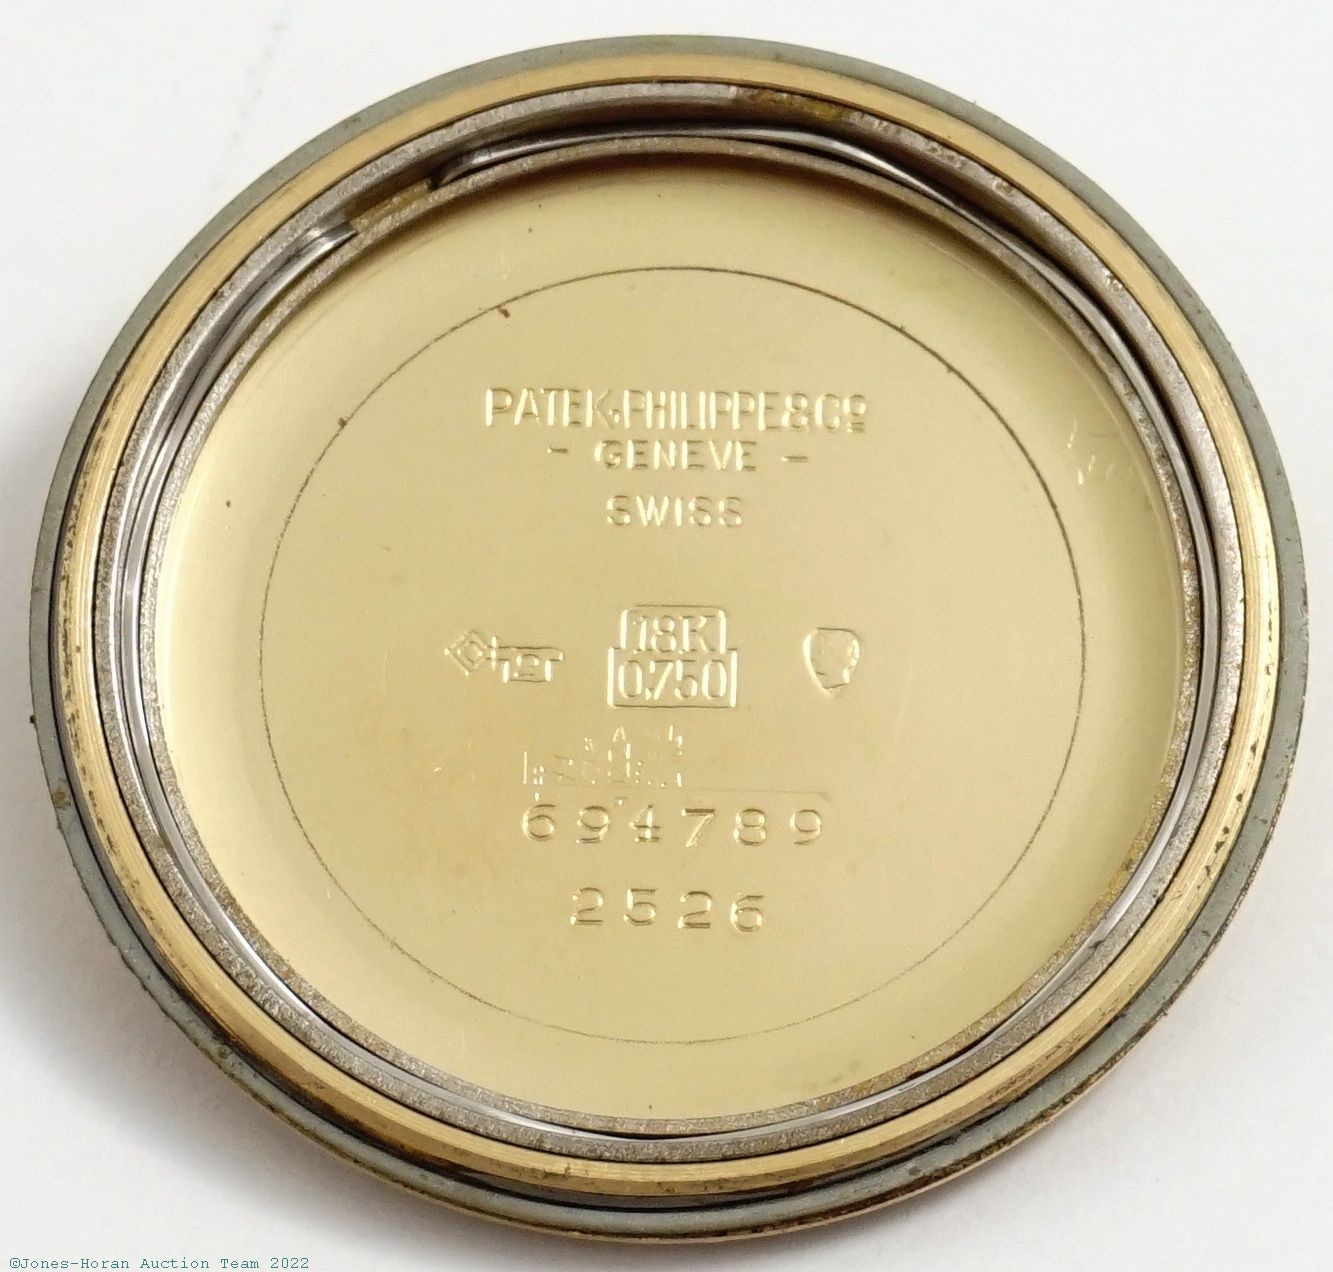 PATEK, PHILIPPE & Cº
- GENEVE -
SWISS
18K
0,750
694789
2526
©Jones-Horan Auction Team 2022